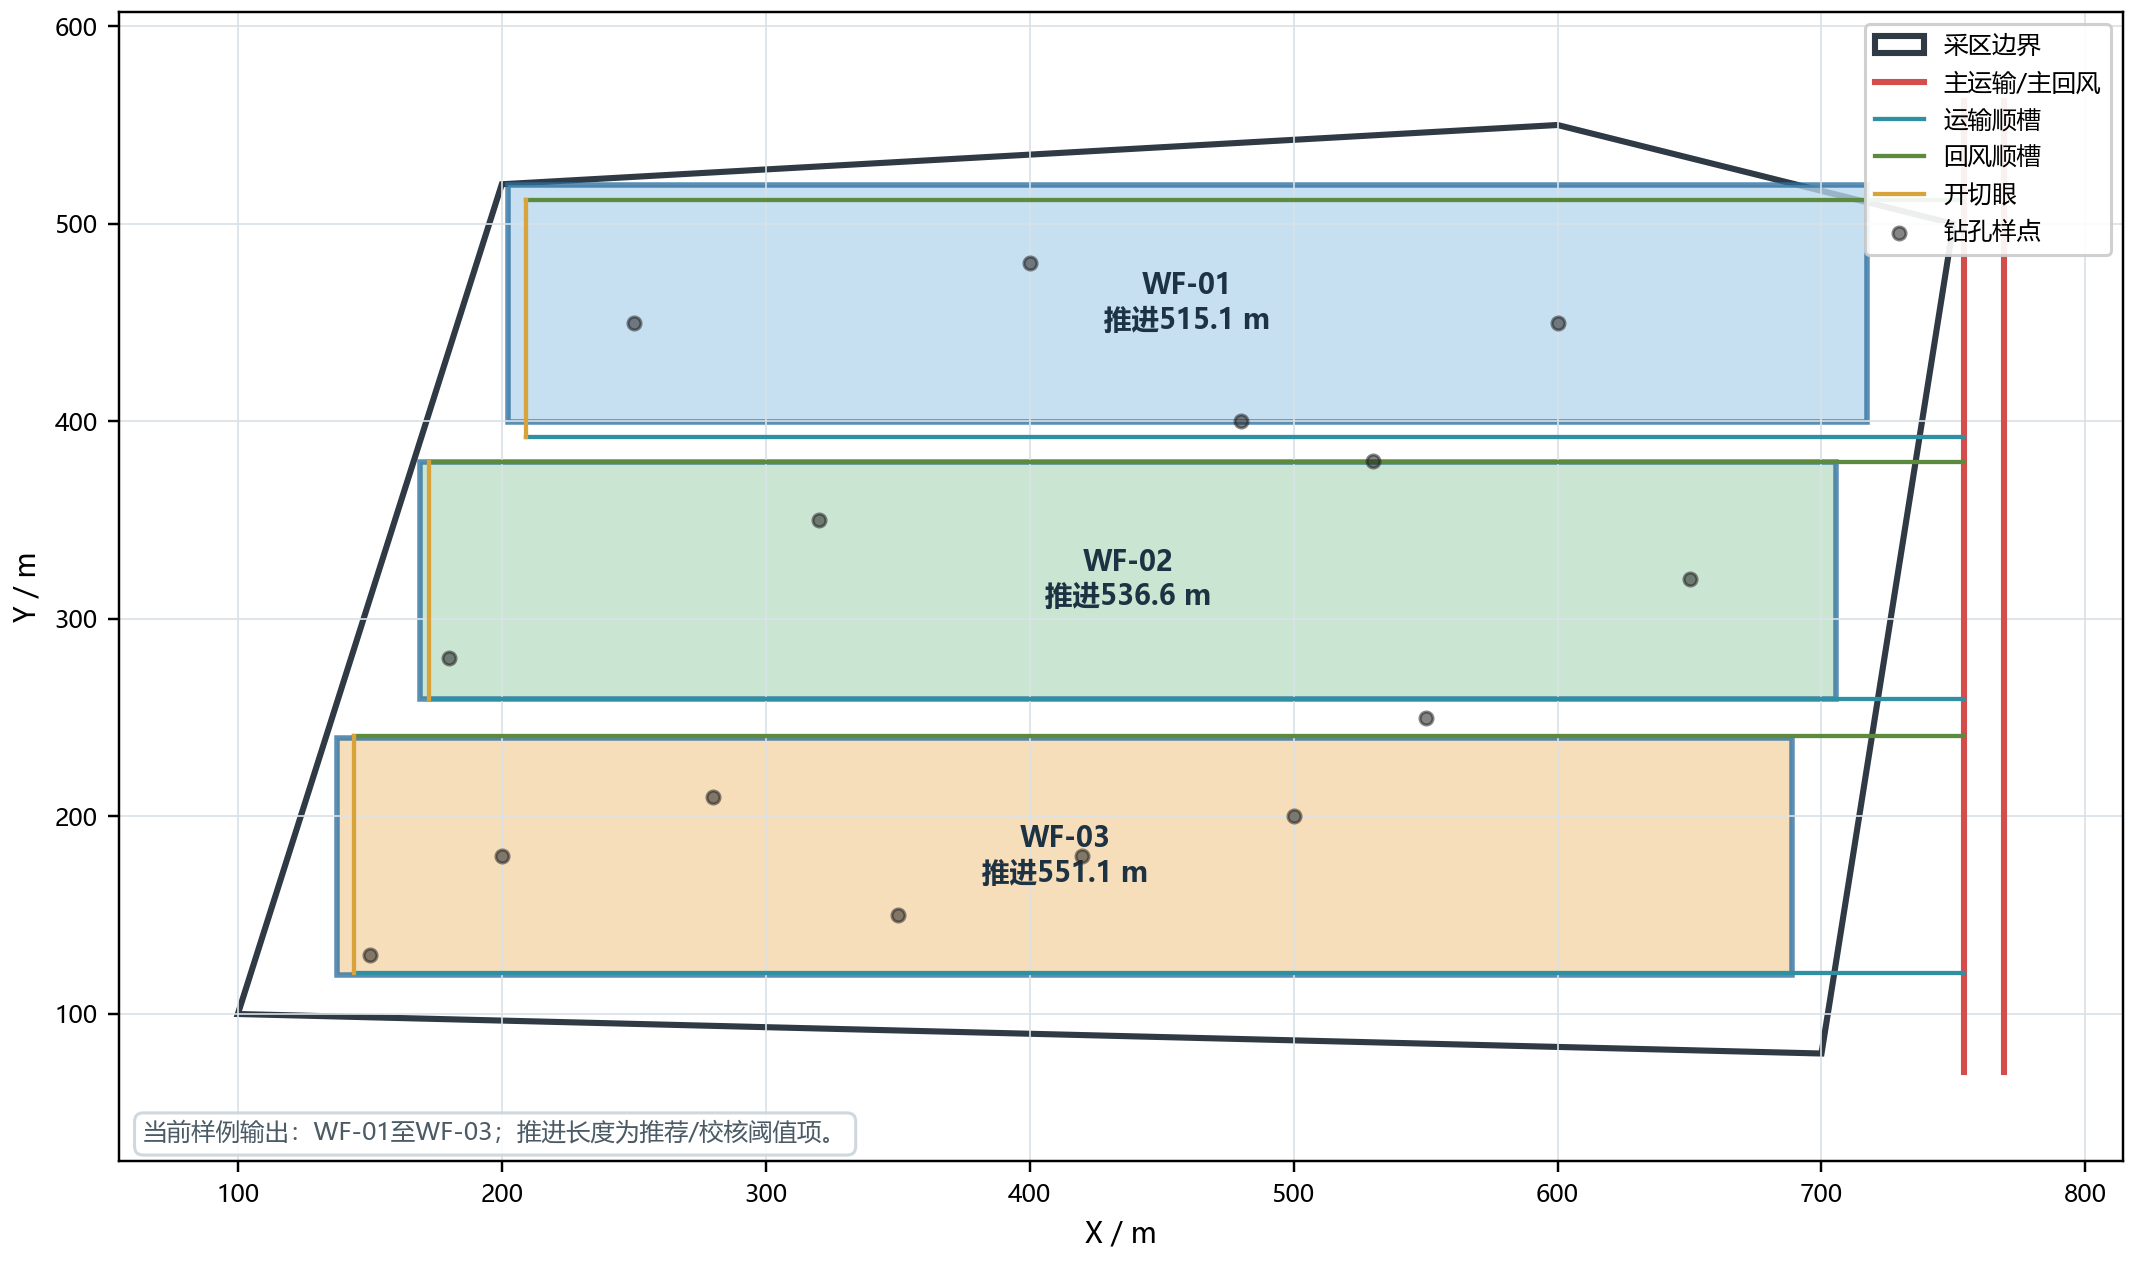 600
500
400
300
200
100
Y / m
采区边界
主运输/主回风
运输顺槽
回风顺槽
开切眼
钻孔样点
WF-01
推进515.1 m
WF-02
推进536.6 m
WF-03
推进551.1 m
当前样例输出：WF-01至WF-03；推进长度为推荐/校核阈值项。
100
200
300
400
500
600
700
800
X / m